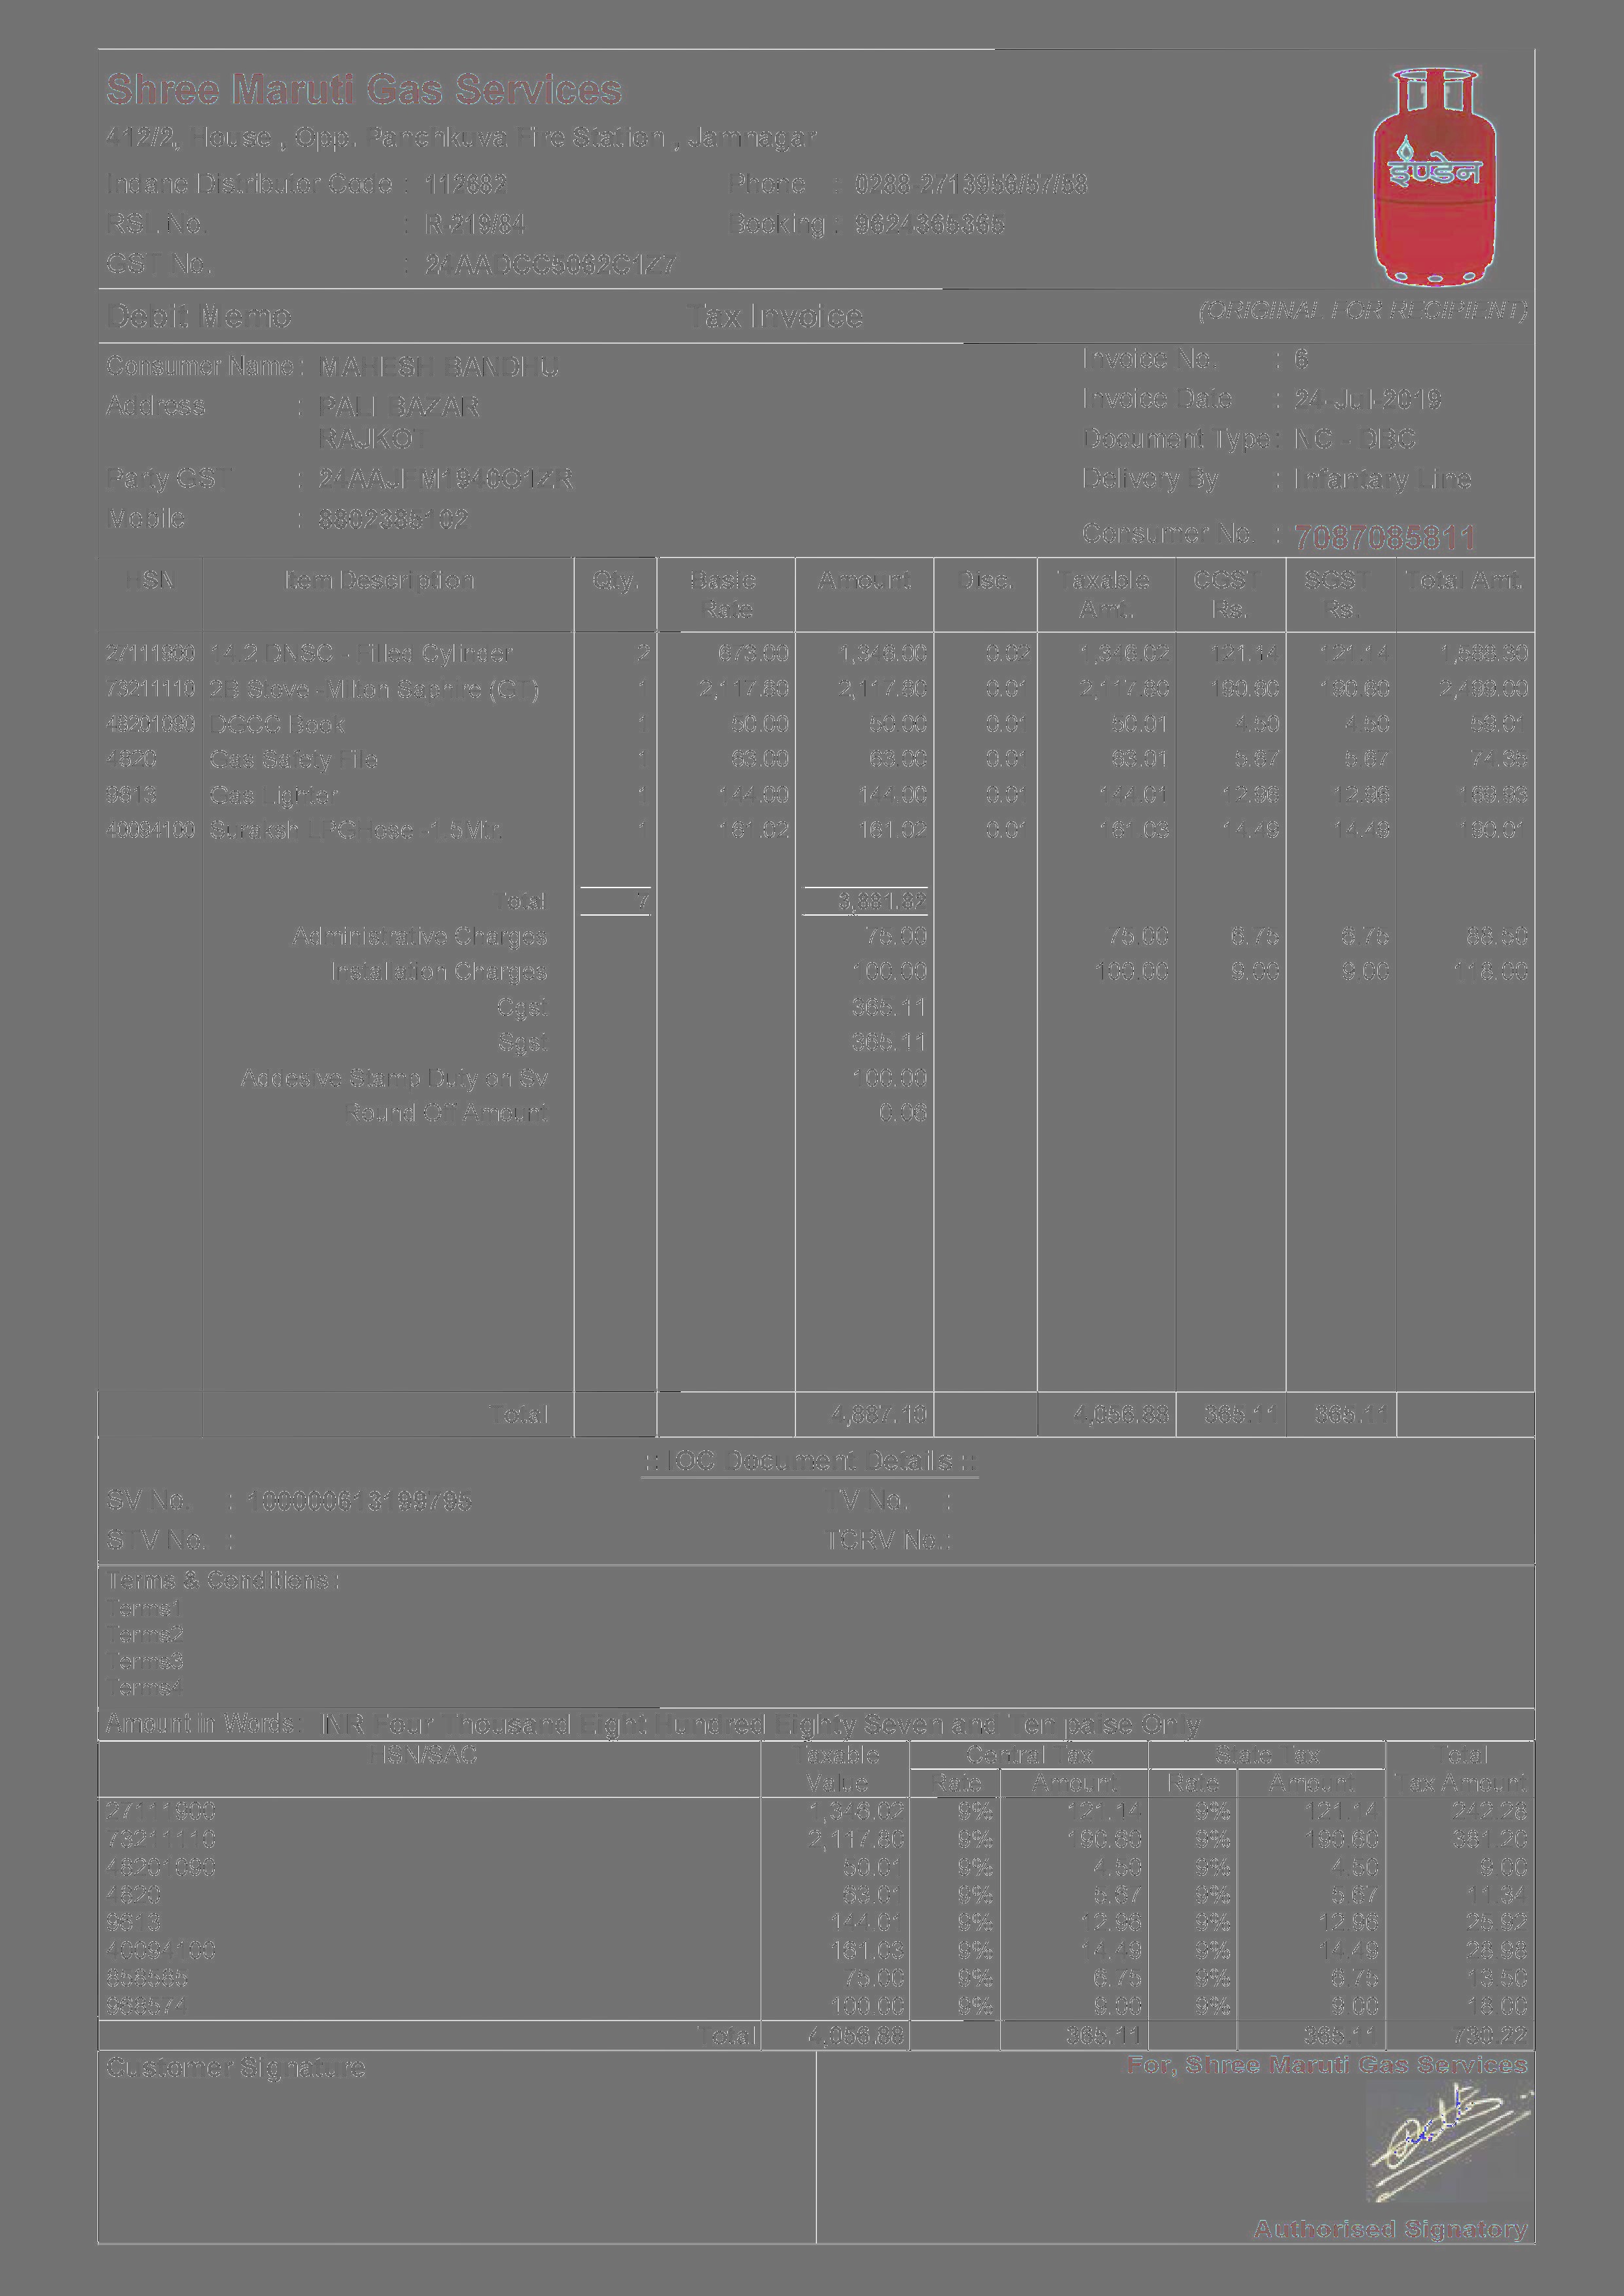 Shree Maruti Gas Services
412/2, House , Opp. Panchkuva Fire Station , Jamnagar
Indane Distributor Code : 112682 Phone : 0288-2713956/57/58
RSL No. : R-219/84 Booking : 9624365365
GST No. :
इण्डेन
Debit Memo Tax Invoice (ORIGINAL FOR RECIPIENT)
Consumer Name : MAHESH BANDHU Invoice No. : 6
Address : PALI BAZAR Invoice Date : 24-Jul-2019
RAJKOT Document Type : NC - DBC
Party GST : Delivery By : Infantary Line
Mobile : Consumer No : 7087085811
HSN Item Description Qty. Basic Rate Amount Disc. Taxable Amt. CGST Rs. SGST Rs. Total Amt.
27111900 14.2 DNSC - Filled Cylinder 2 673.00 1,346.00 0.02 1,346.02 121.14 121.14 1,588.30
73211110 2B Stove - Milton Saphire (GT) 1 2,117.80 2,117.80 0.01 2,117.80 190.60 190.60 2,499.00
48201090 DGCC Book 1 50.00 50.00 0.01 50.01 4.50 4.50 59.01
4820 Gas Safety File 1 63.00 63.00 0.01 63.01 5.67 5.67 74.35
9613 Gas Lighter 1 144.00 144.00 0.01 144.01 12.96 12.96 169.93
40094100 Suraksh LPG Hose -1.5 Mtr. 1 161.02 161.02 0.01 161.03 14.49 14.49 190.01
Total 7 3,881.82
Administrative Charges 75.00 75.00 6.75 6.75 88.50
Installation Charges 100.00 100.00 9.00 9.00 118.00
Cgst 365.11
Sgst 365.11
Addesive Stamp Duty on Sv 100.00
Round Off Amount 0.06
Total 4,887.10 4,056.88 365.11 365.11
:: IOC Document Details ::
SV No. : TV No. :
STV No. : TCRV No. :
Terms & Conditions :
Terms1
Terms2
Terms3
Terms4
Amount in Words : INR Four Thousand Eight Hundred Eighty Seven and Ten paise Only
HSN/SAC Taxable Central Tax State Tax Total
Value Rate Amount Rate Amount Tax Amount
27111900 1,346.02 9% 121.14 9% 121.14 242.28
73211110 2,117.80 9% 190.60 9% 190.60 381.20
48201090 50.01 9% 4.50 9% 4.50 9.00
4820 63.01 9% 5.67 9% 5.67 11.34
9613 144.01 9% 12.96 9% 12.96 25.92
40094100 161.03 9% 14.49 9% 14.49 28.98
75.00 9% 6.75 9% 6.75 13.50
100.00 9% 9.00 9% 9.00 18.00
Total 4,056.88 365.11 365.11 730.22
Customer Signature For, Shree Maruti Gas Services
Authorised Signatory